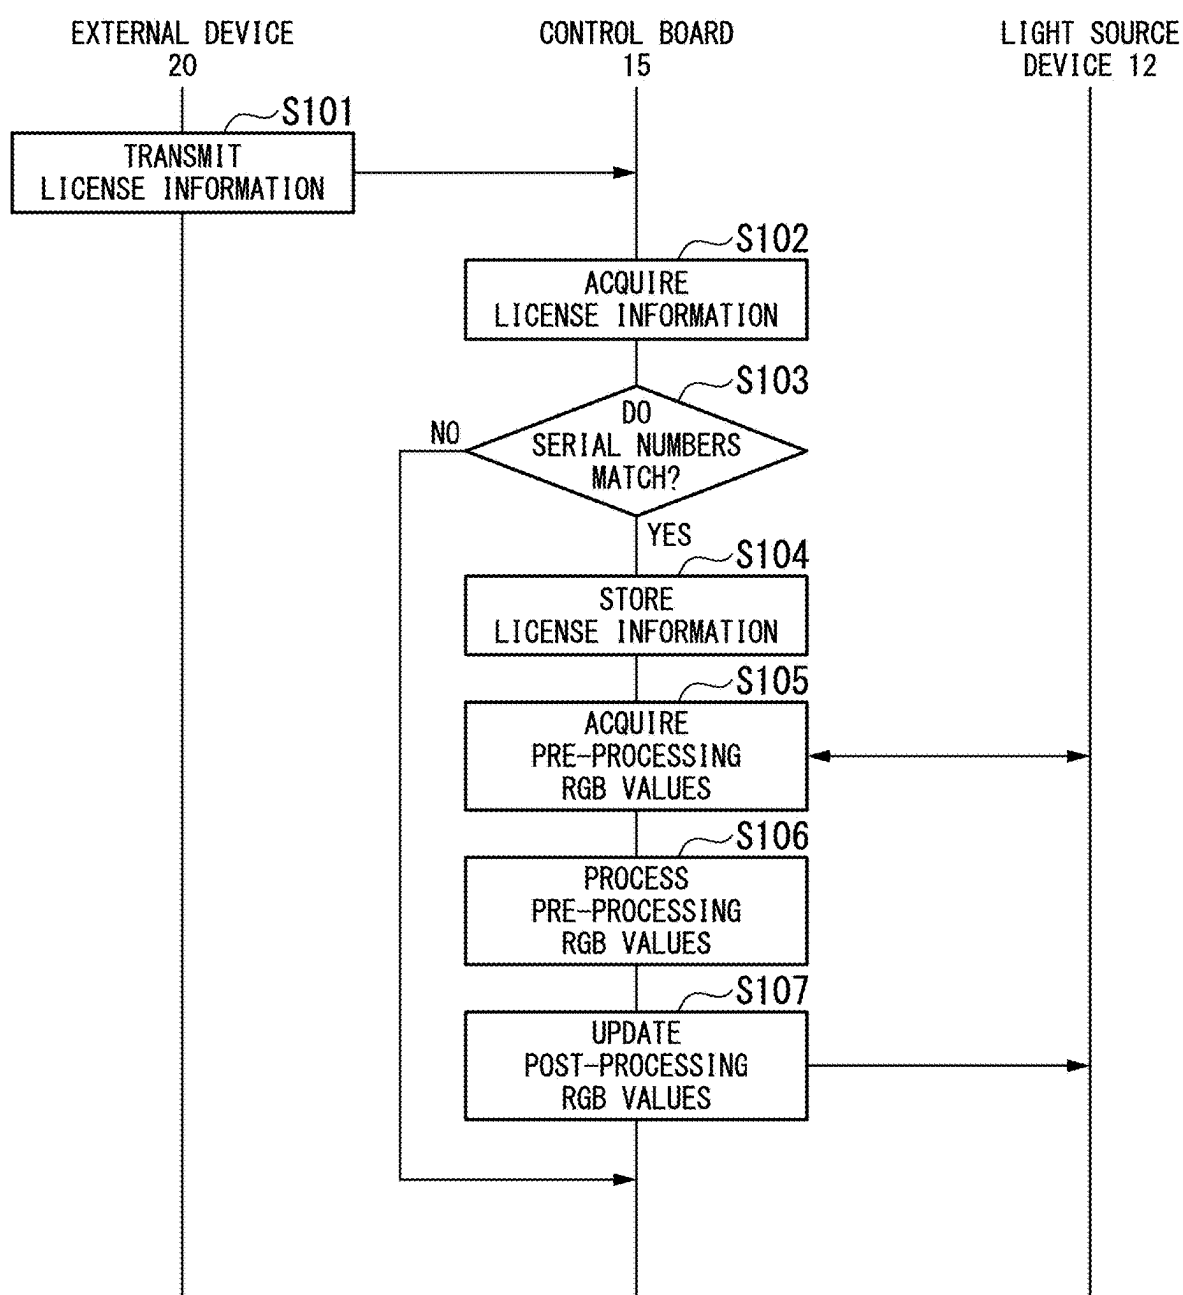 EXTERNAL DEVICE
20
CONTROL BOARD
15
LIGHT SOURCE
DEVICE 12
S101
TRANSMIT
LICENSE INFORMATION
S102
ACQUIRE
LICENSE INFORMATION
S103
DO
SERIAL NUMBERS
MATCH?
NO
YES
S104
STORE
LICENSE INFORMATION
S105
ACQUIRE
PRE-PROCESSING
RGB VALUES
S106
PROCESS
PRE-PROCESSING
RGB VALUES
S107
UPDATE
POST-PROCESSING
RGB VALUES